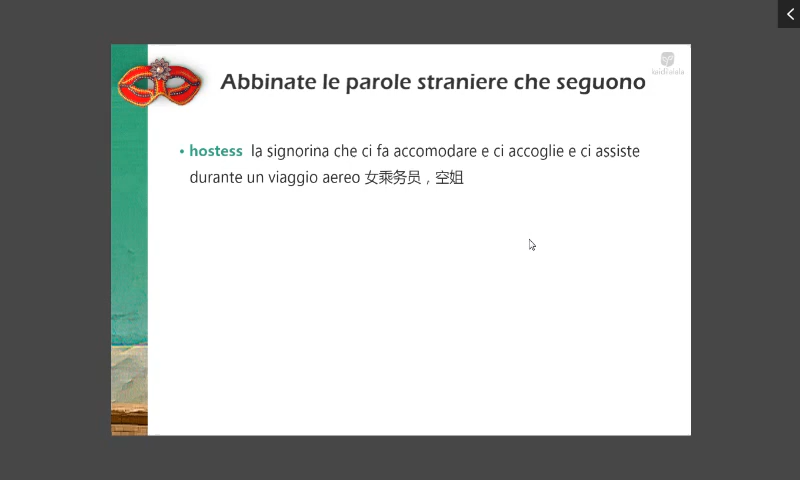 Abbinate le parole straniere che seguono
• hostess la signorina che ci fa accomodare e ci accoglie e ci assiste
durante un viaggio aereo 女乘务员，空姐